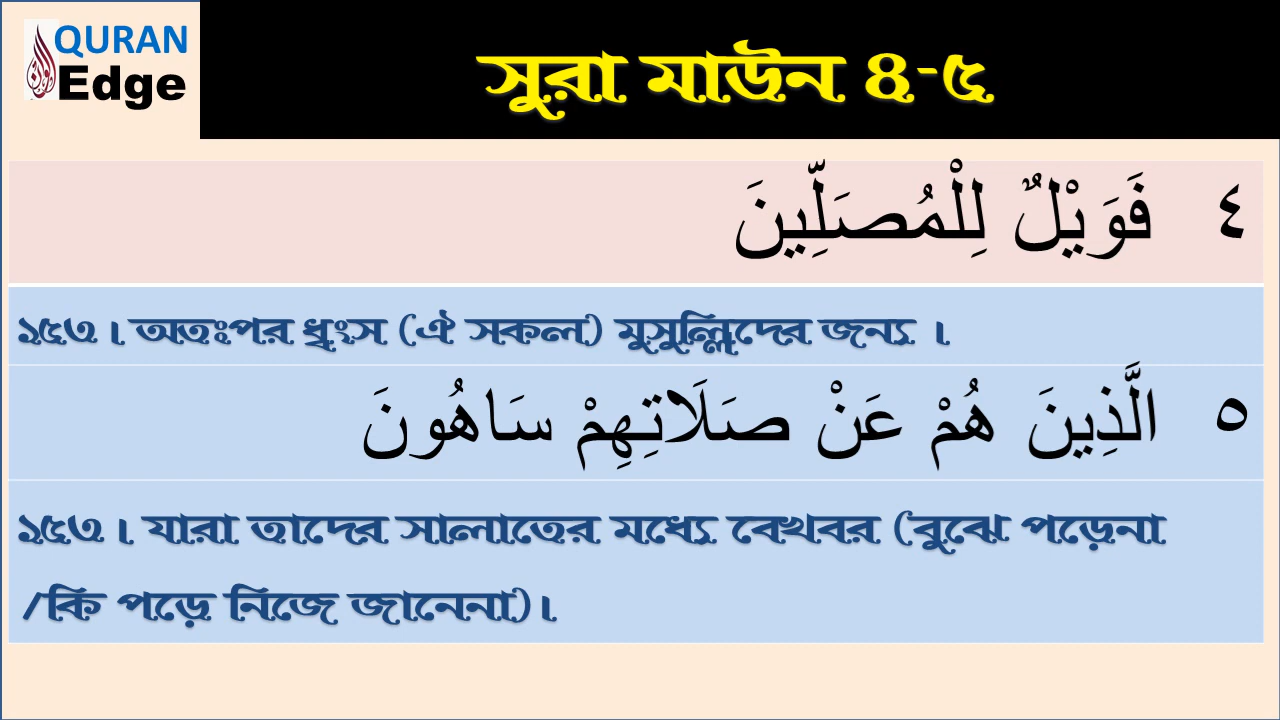 QURAN
Edge
সুরা মাউন ৪-৫
٤ فَوَيْلٌ لِلْمُصَلِّينَ
১৫৩। অতঃপর ধ্বংস (ঐ সকল) মুসুল্লিদের জন্য ।
٥ الَّذِينَ هُمْ عَنْ صَلَاتِهِمْ سَاهُونَ
১৫৩। যারা তাদের সালাতের মধ্যে বেখবর (বুঝে পড়েনা
/কি পড়ে নিজে জানেনা)।